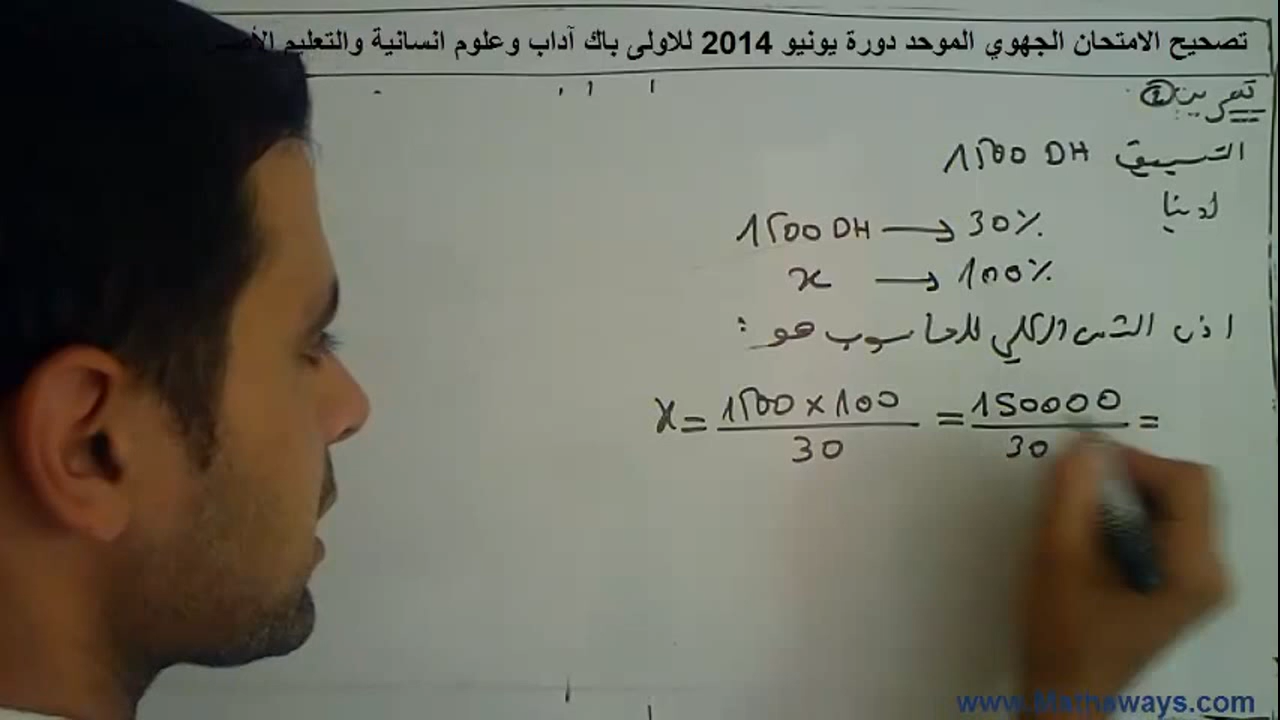 تصحيح الامتحان الجهوي الموحد دورة يونيو 2014 للاولى باك آداب وعلوم انسانية والتعليم
تمرين ②:
التسبيق 1500 DH
لدينا
1500 DH → 30%
x → 100%
اذن الثمن الكلي للحاسوب هو :
x = 1500 × 100 / 30 = 150000 / 30 =
www.Mathsways.com